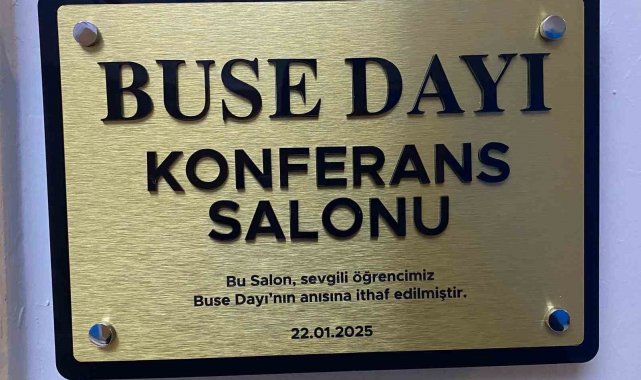 BUSE DAYI
KONFERANS
SALONU
Bu Salon, sevgili öğrencimiz
Buse Dayı'nın anısına ithaf edilmiştir.
22.01.2025